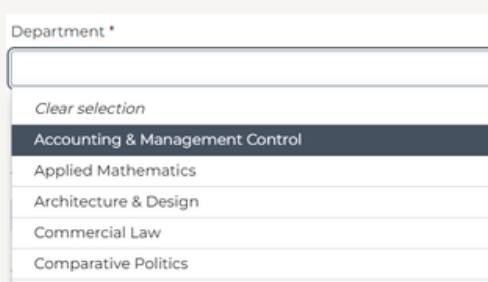 Department *
Clear selection
Accounting & Management Control
Applied Mathematics
Architecture & Design
Commercial Law
Comparative Politics